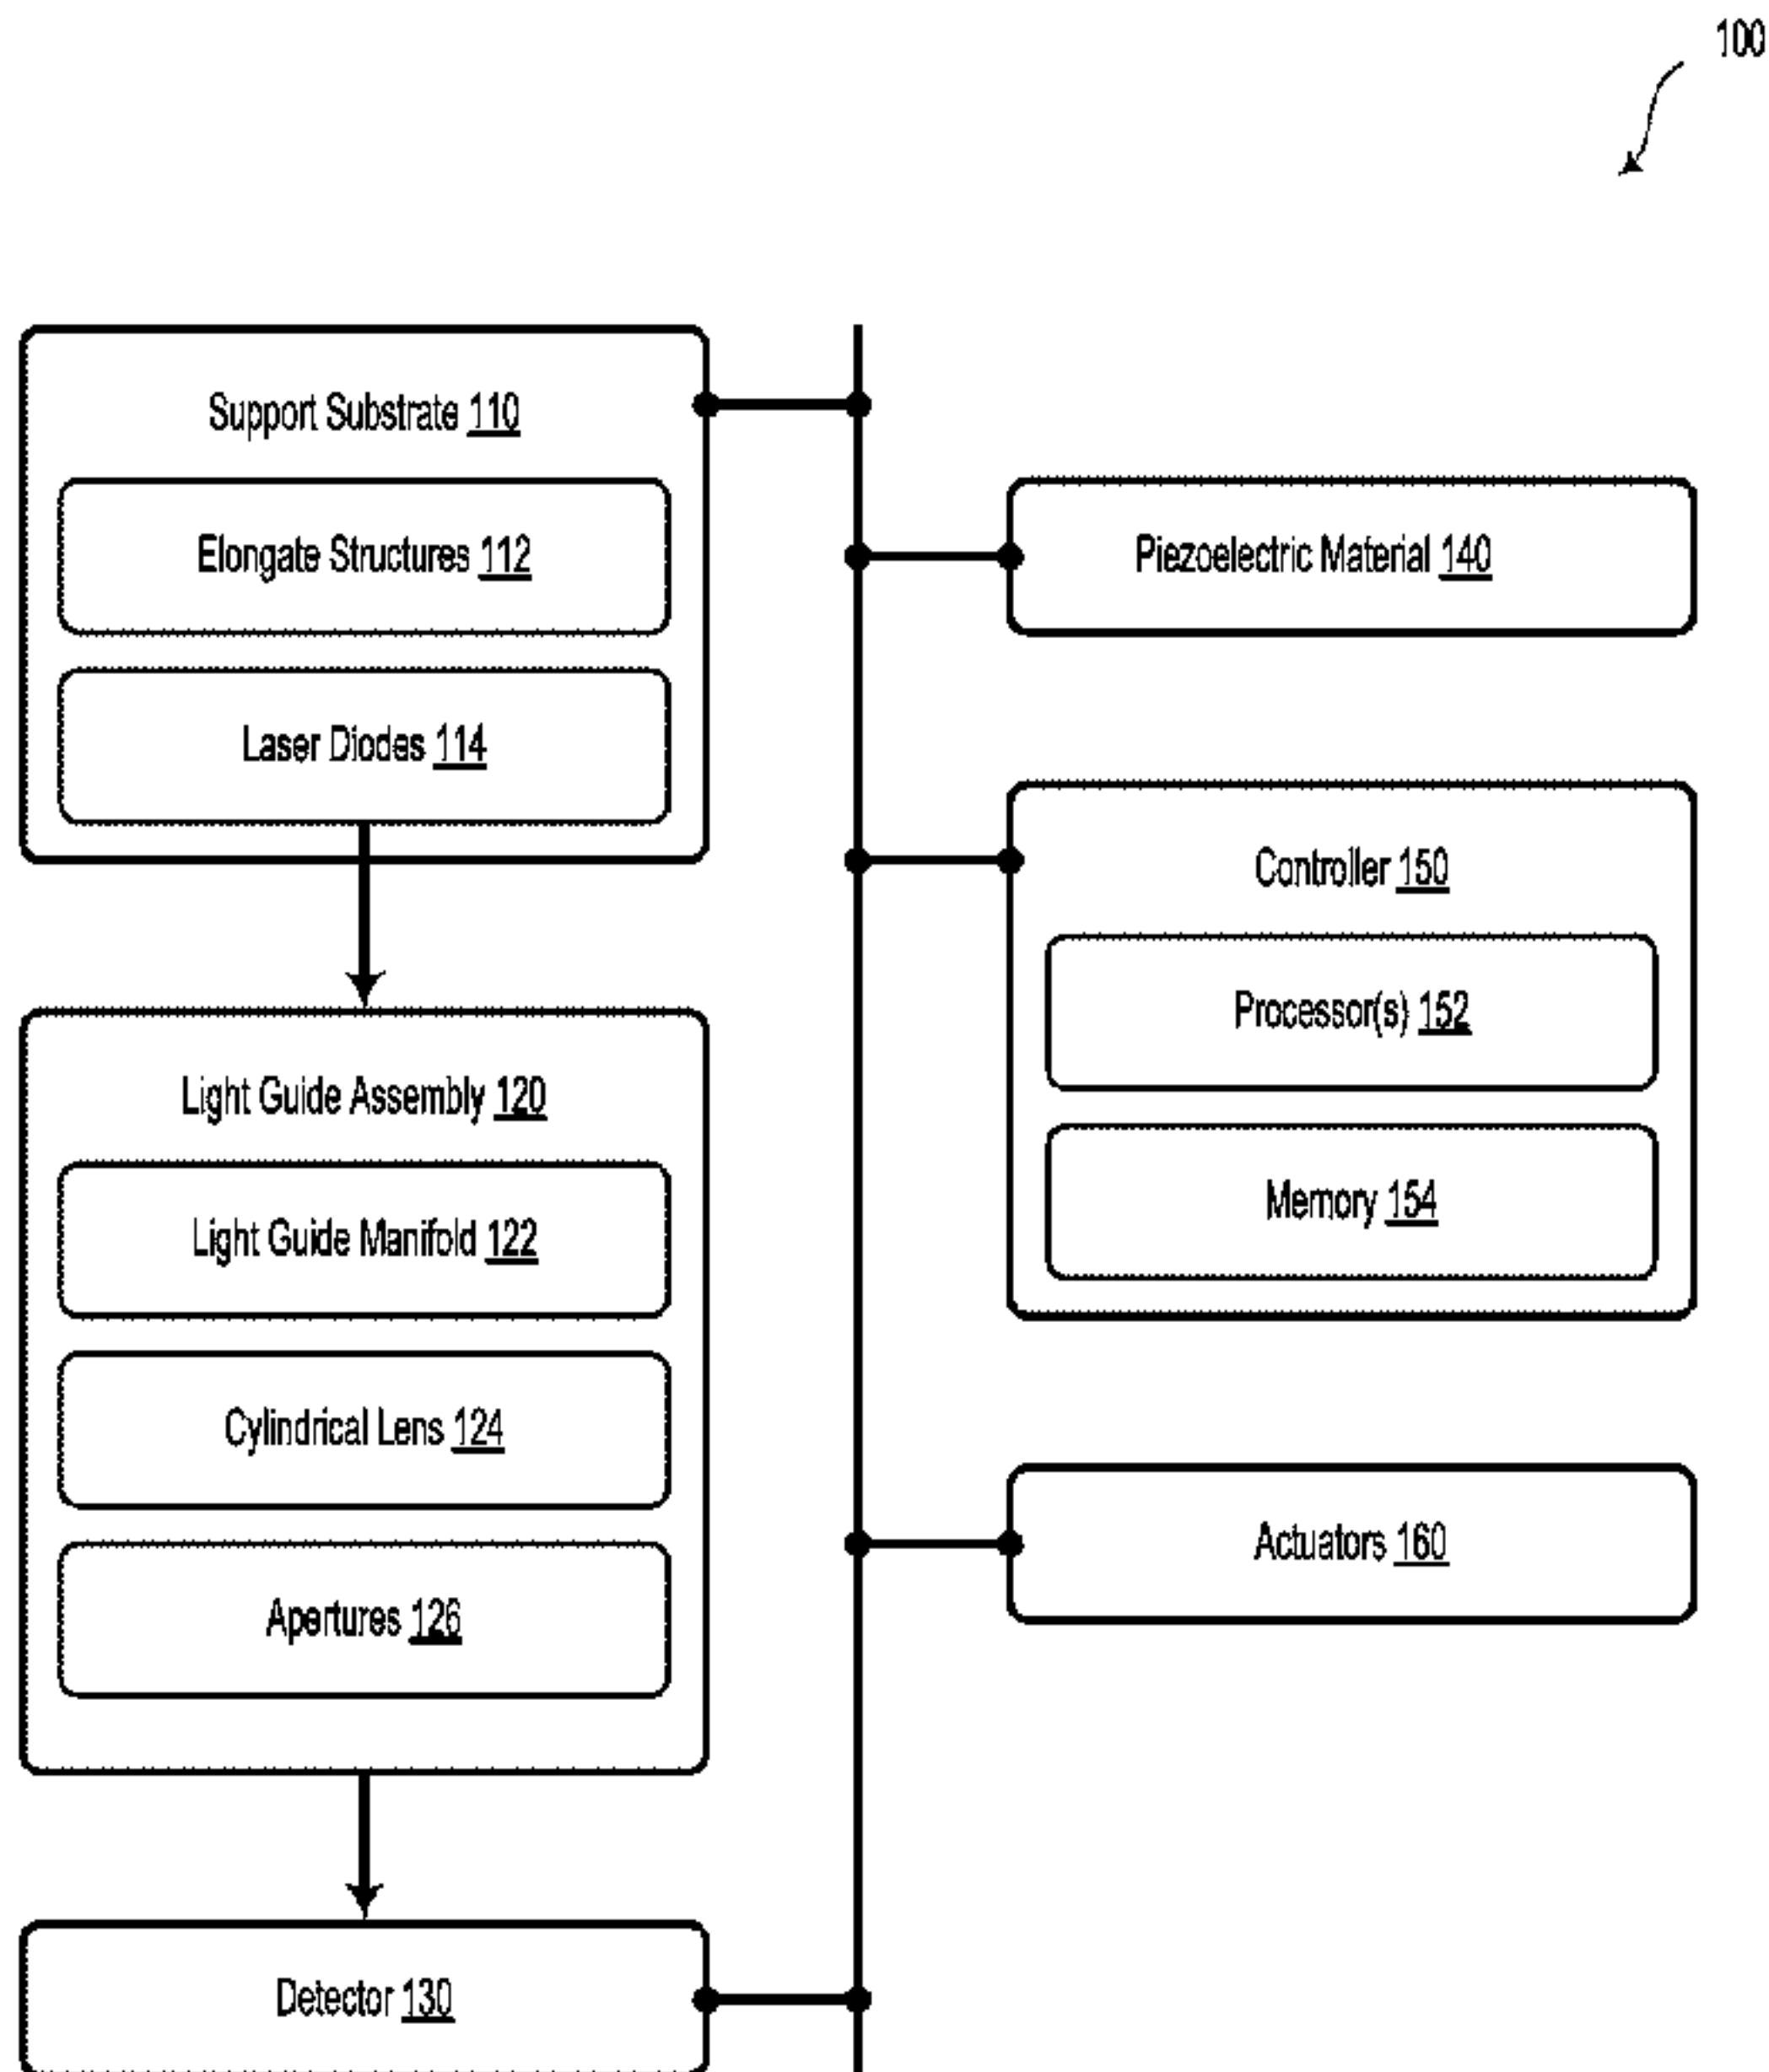 100
Support Substrate 110
Elongate Structures 112
Laser Diodes 114
Light Guide Assembly 120
Light Guide Manifold 122
Cylindrical Lens 124
Apertures 126
Detector 130
Piezoelectric Material 140
Controller 150
Processor(s) 152
Memory 154
Actuators 160